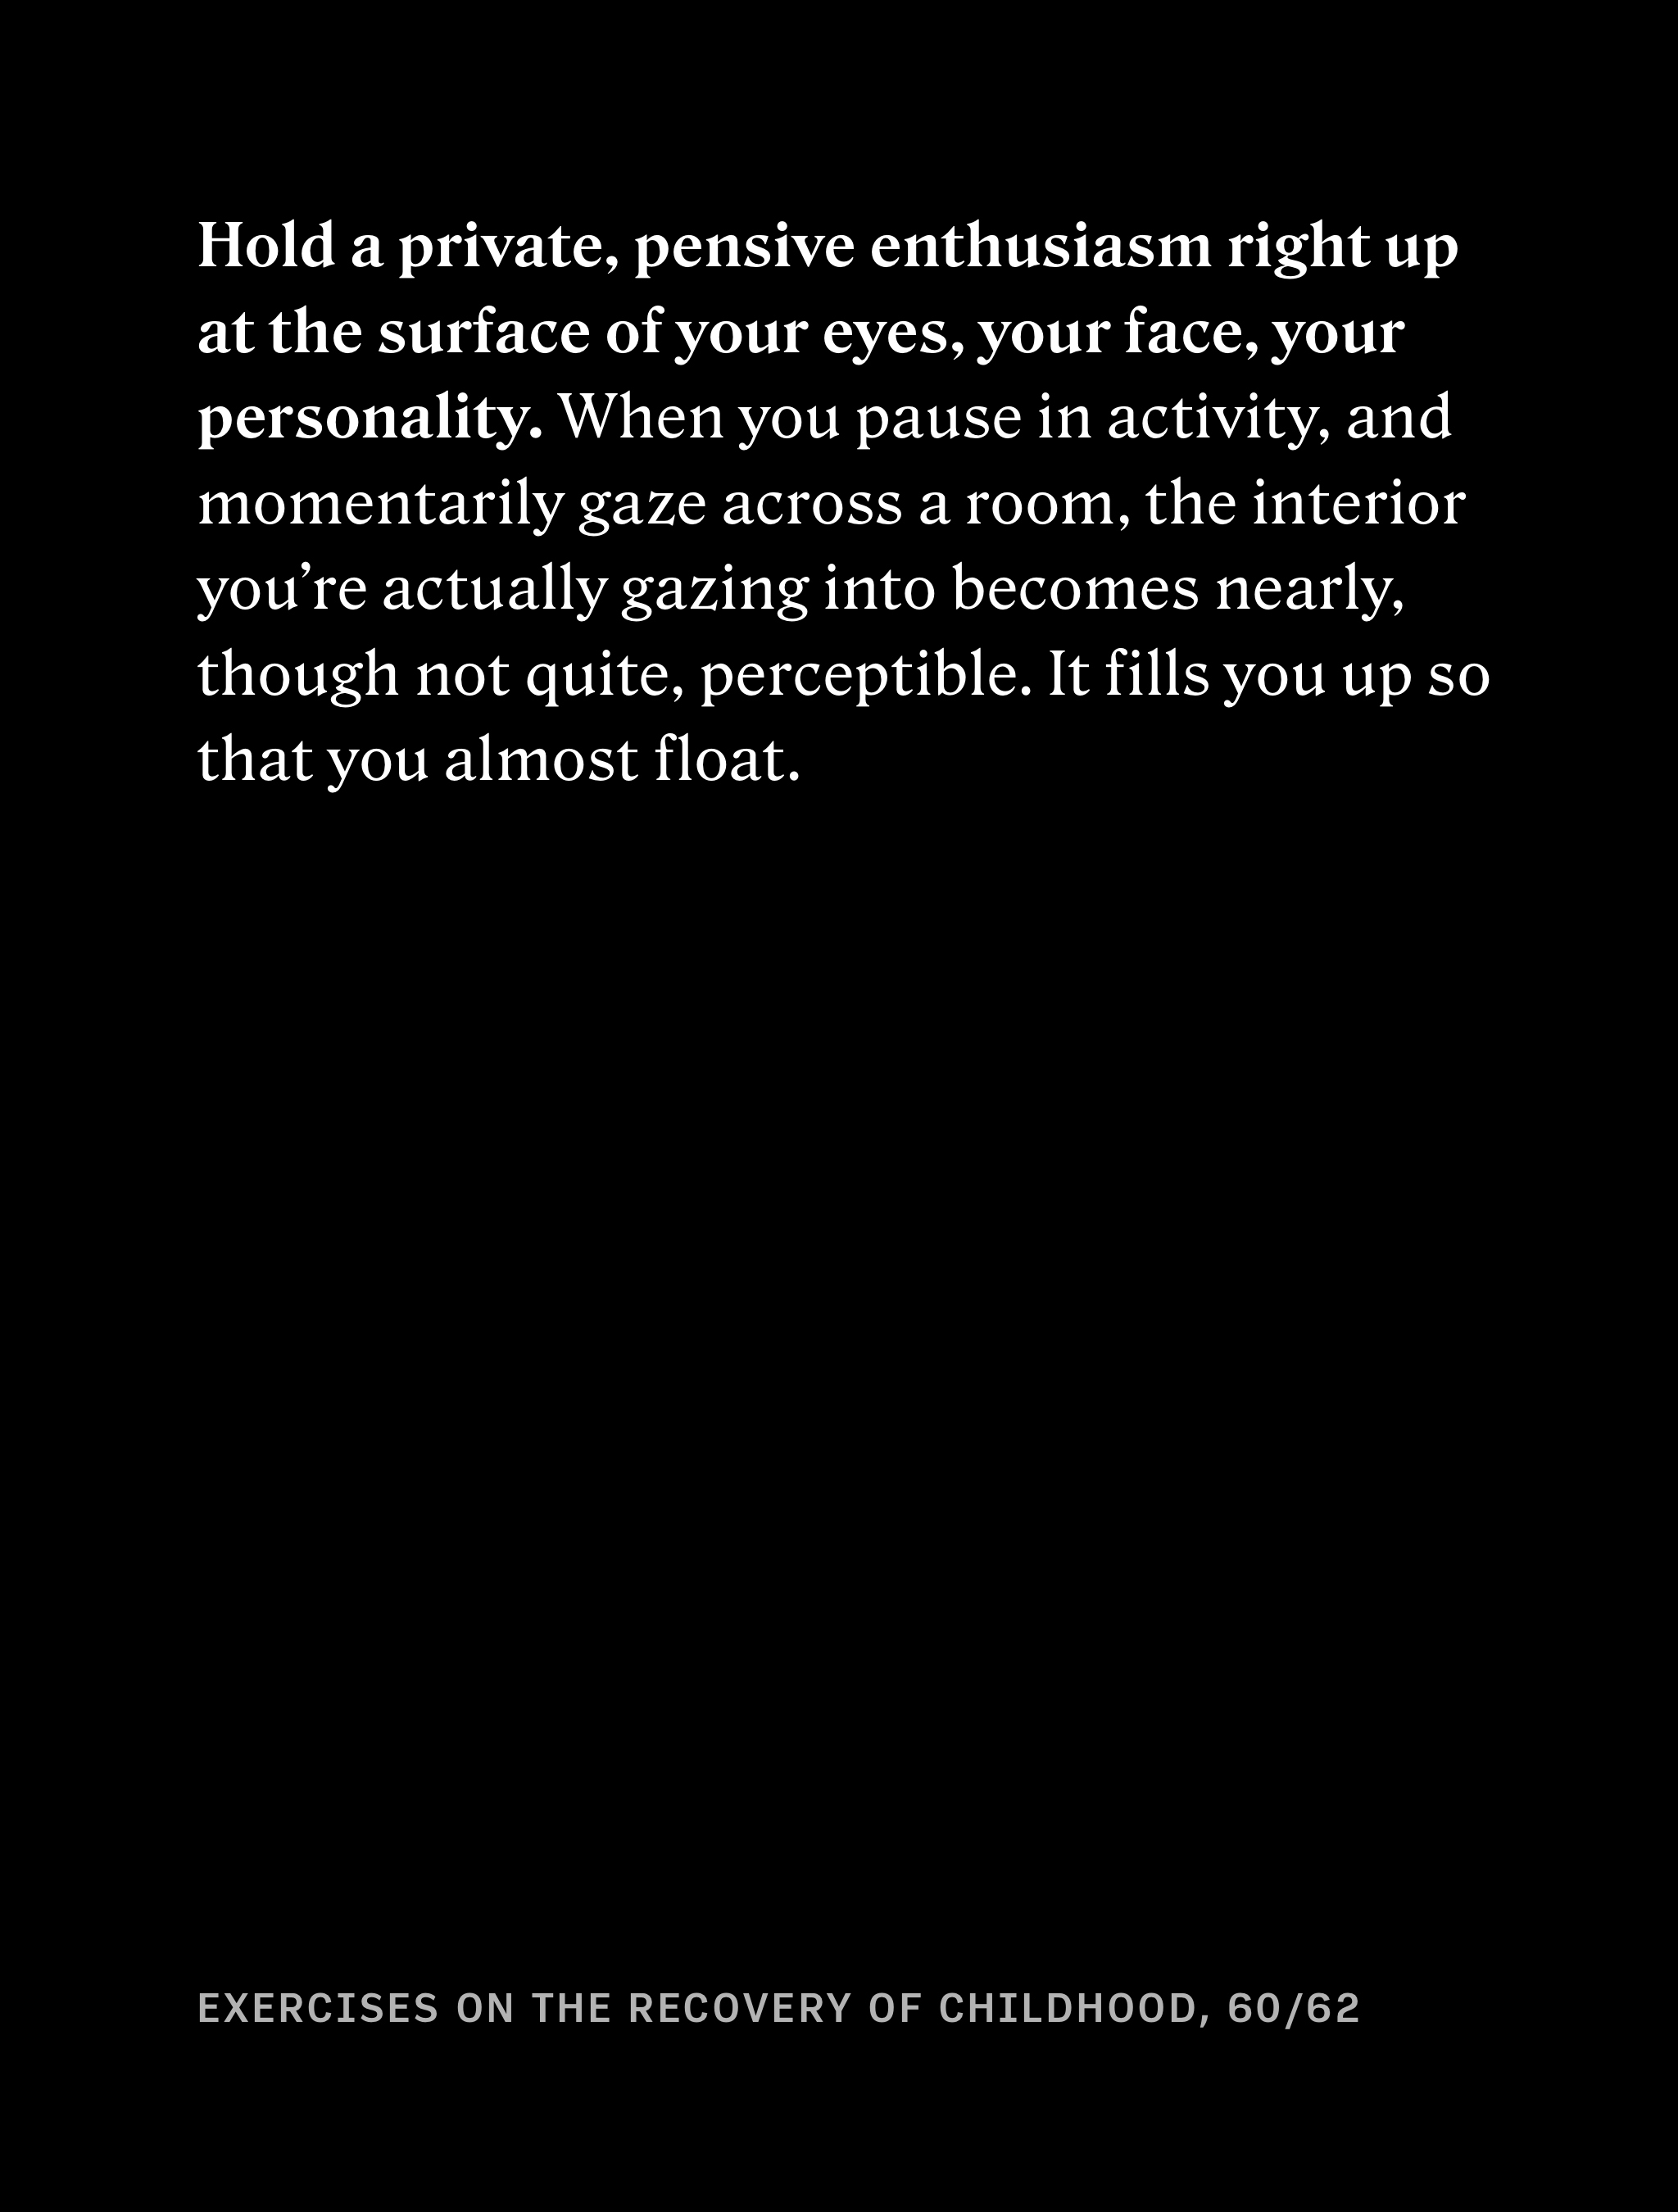 Hold a private, pensive enthusiasm right up
at the surface of your eyes, your face, your
personality. When you pause in activity, and
momentarily gaze across a room, the interior
you’re actually gazing into becomes nearly,
though not quite, perceptible. It fills you up so
that you almost float.
EXERCISES ON THE RECOVERY OF CHILDHOOD, 60/62